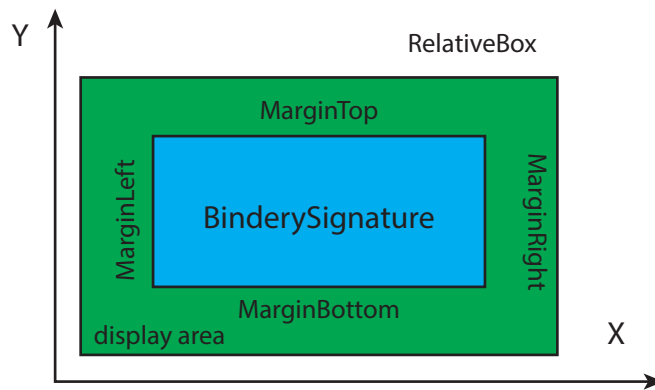 Y
RelativeBox
MarginTop
MarginLeft
BinderySignature
MarginRight
MarginBottom
display area
X